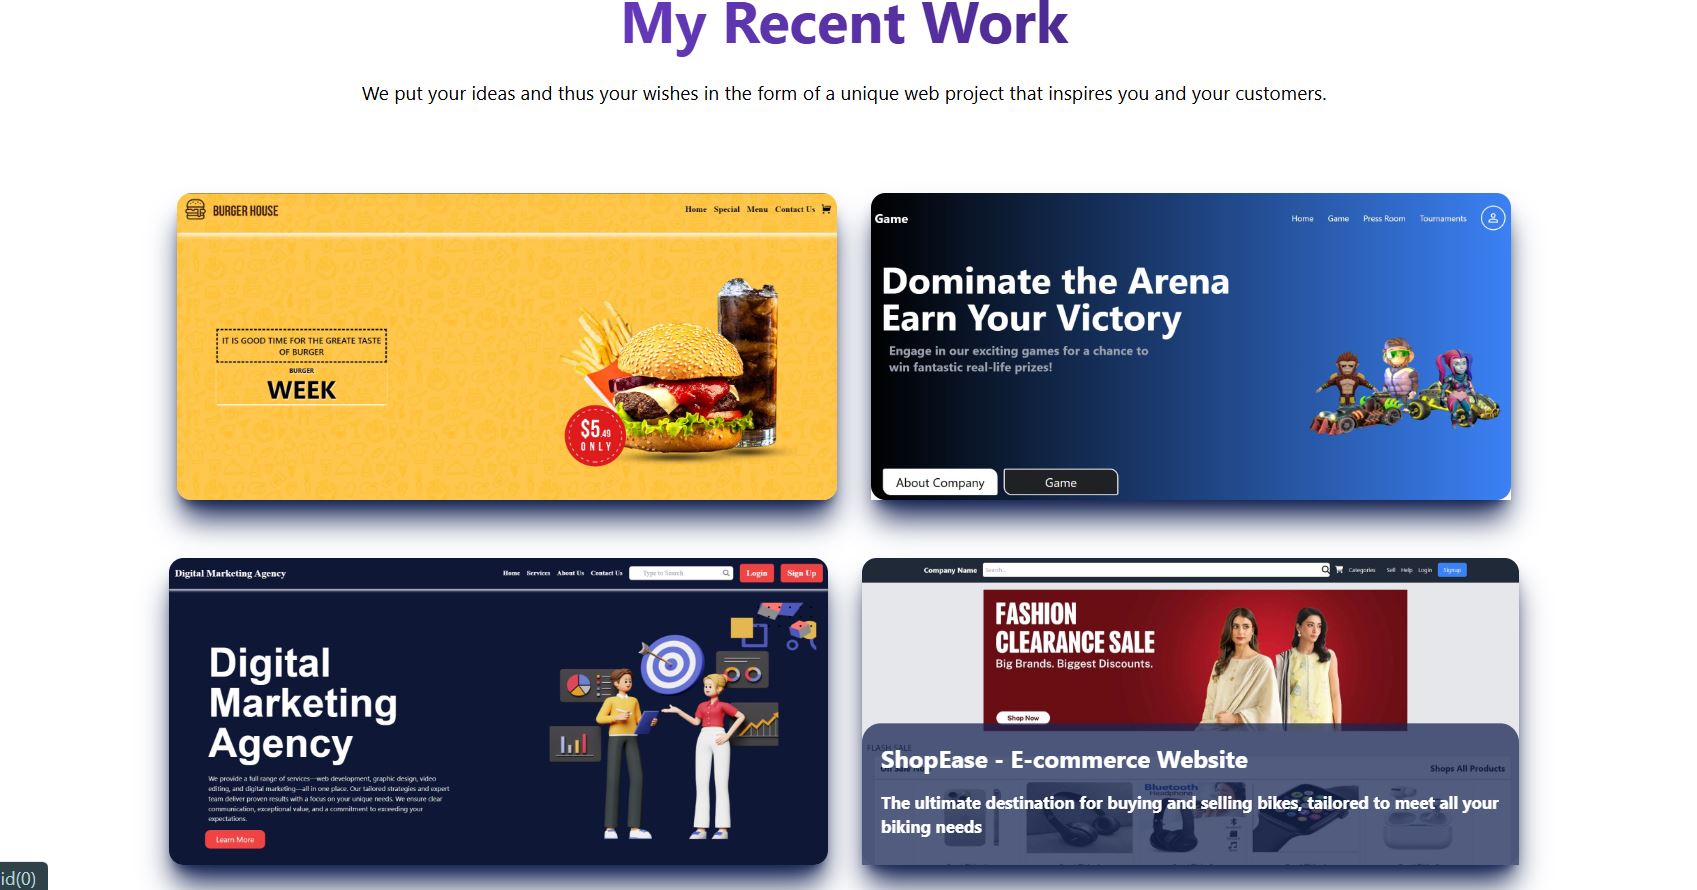 My Recent Work
We put your ideas and thus your wishes in the form of a unique web project that inspires you and your customers.
BURGER HOUSE
Home Special Menu Contact Us
IT IS GOOD TIME FOR THE GREATE TASTE
OF BURGER
BURGER
WEEK
$5.49
ONLY
Game
Home Game Press Room Tournaments
Dominate the Arena
Earn Your Victory
Engage in our exciting games for a chance to
win fantastic real-life prizes!
About Company Game
Digital Marketing Agency
Home Services About Us Contact Us Type to Search Login Sign Up
Digital
Marketing
Agency
We provide a full range of services—web development, graphic design, video
editing, and digital marketing—all in one place. Our tailored strategies and expert
team deliver proven results with a focus on your unique needs. We ensure clear
communication, exceptional value, and a commitment to exceeding your
expectations.
Learn More
Company Name Search... Categories Sell Help Login Signup
FASHION
CLEARANCE SALE
Big Brands. Biggest Discounts.
Shop Now
FLASH SALE
ShopEase - E-commerce Website
On Sale Now Shops All Products
Bluetooth
Headphone
The ultimate destination for buying and selling bikes, tailored to meet all your
biking needs
id(0)